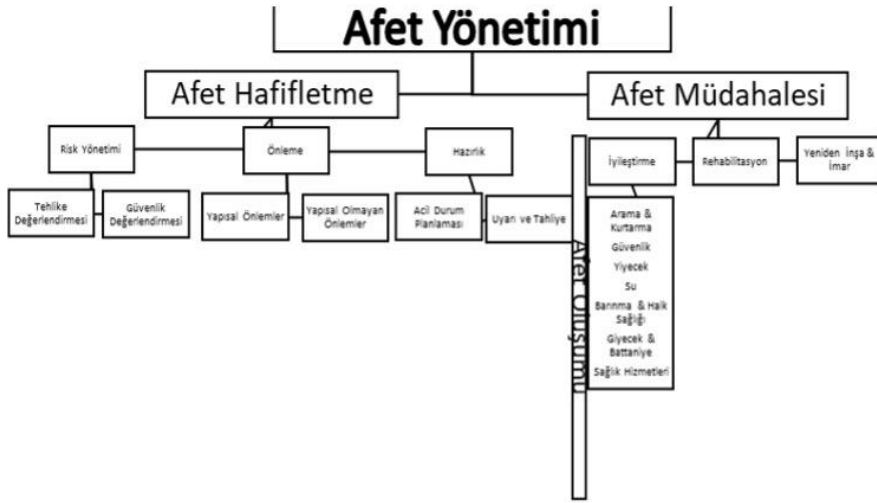 Afet Yönetimi
Afet Hafifletme
Afet Müdahalesi
Risk Yönetimi
Önleme
Hazırlık
İyileştirme
Rehabilitasyon
Yeniden İnşa &
İmar
Tehlike
Değerlendirmesi
Güvenlik
Değerlendirmesi
Yapısal Önlemler
Yapısal Olmayan
Önlemler
Acil Durum
Planlaması
Uyarı ve Tahliye
Afet Oluşumu
Arama &
Kurtarma
Güvenlik
Yiyecek
Su
Barınma & Halk
Sağlığı
Giyecek &
Battaniye
Sağlık Hizmetleri